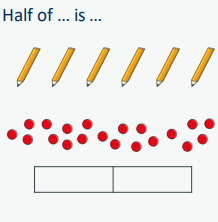 Half of ... is ...